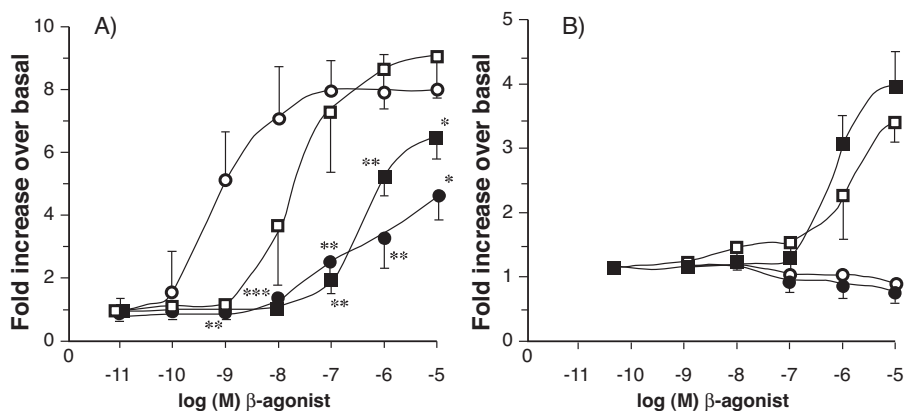 A)
Fold increase over basal
10
8
6
4
2
0
0
*
**
*
**
**
***
**
**
-11 -10 -9 -8 -7 -6 -5
log (M) β-agonist
B)
Fold increase over basal
5
4
3
2
1
0
0
-11 -10 -9 -8 -7 -6 -5
log (M) β-agonist